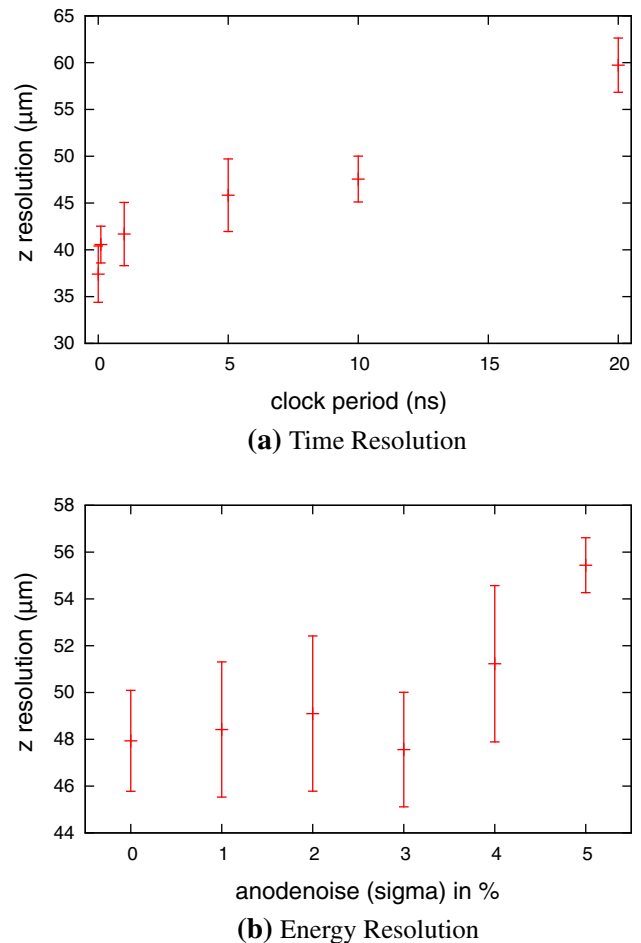 65
60
55
50
45
40
35
30
z resolution (μm)
0 5 10 15 20
clock period (ns)
(a) Time Resolution
58
56
54
52
50
48
46
44
z resolution (μm)
0 1 2 3 4 5
anodenoise (sigma) in %
(b) Energy Resolution